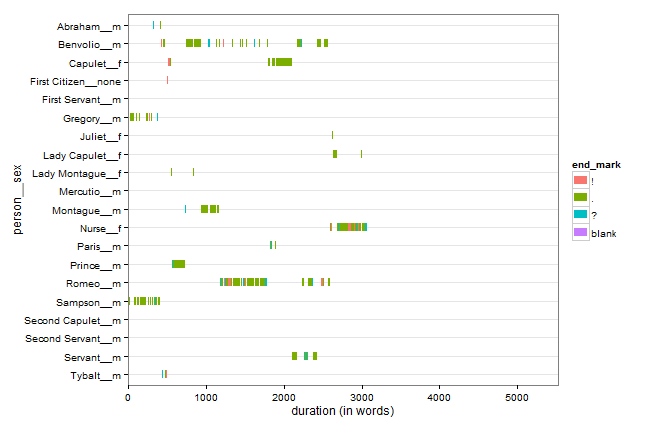 Abraham__m
Benvolio__m
Capulet__f
First Citizen__none
First Servant__m
Gregory__m
Juliet__f
Lady Capulet__f
Lady Montague__f
Mercutio__m
Montague__m
Nurse__f
Paris__m
Prince__m
Romeo__m
Sampson__m
Second Capulet__m
Second Servant__m
Servant__m
Tybalt__m
person__sex
0 1000 2000 3000 4000 5000
duration (in words)
end_mark
!
.
?
blank